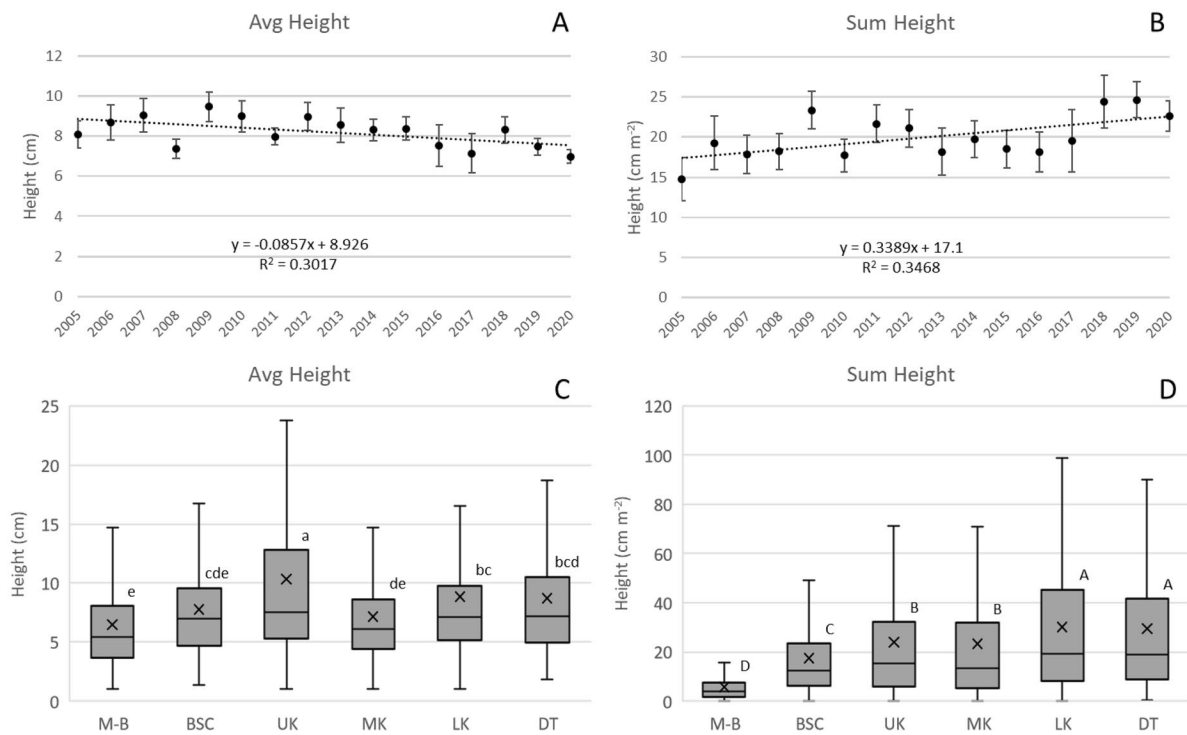 Avg Height
A
Height (cm)
12
10
8
6
4
2
0
y = -0.0857x + 8.926
R² = 0.3017
2005 2006 2007 2008 2009 2010 2011 2012 2013 2014 2015 2016 2017 2018 2019 2020
Sum Height
B
Height (cm m⁻²)
30
25
20
15
10
5
0
y = 0.3389x + 17.1
R² = 0.3468
2005 2006 2007 2008 2009 2010 2011 2012 2013 2014 2015 2016 2017 2018 2019 2020
Avg Height
C
Height (cm)
25
20
15
10
5
0
e cde a de bc bcd
M-B BSC UK MK LK DT
Sum Height
D
Height (cm m⁻²)
120
100
80
60
40
20
0
D C B B A A
M-B BSC UK MK LK DT